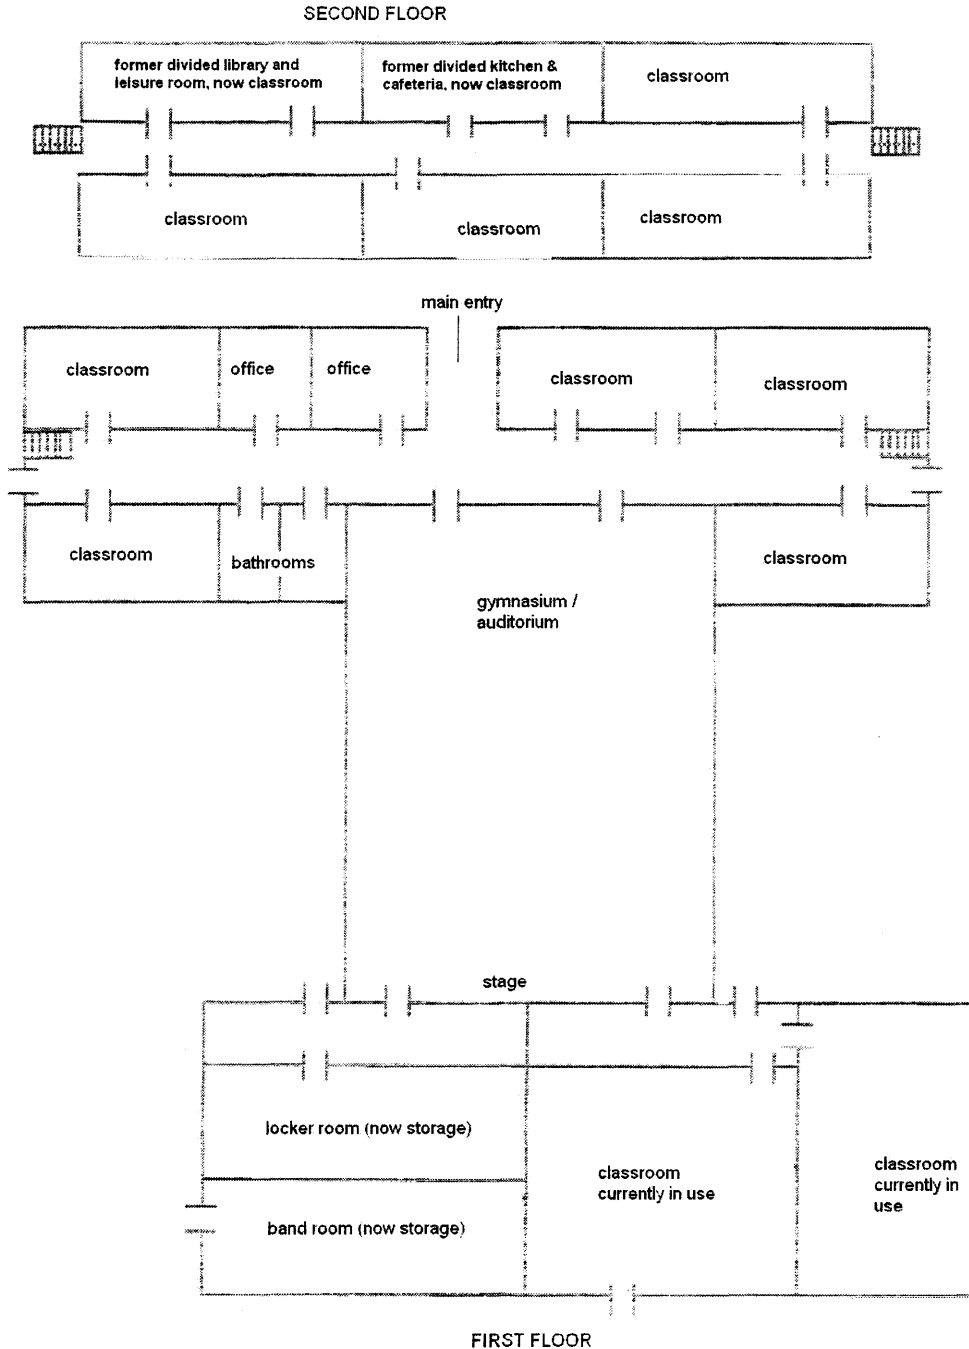 SECOND FLOOR
former divided library and
leisure room, now classroom
former divided kitchen &
cafeteria, now classroom
classroom
classroom
classroom
classroom
main entry
classroom
office
office
classroom
classroom
classroom
bathrooms
classroom
gymnasium /
auditorium
stage
locker room (now storage)
classroom
currently in use
classroom
currently in
use
band room (now storage)
FIRST FLOOR